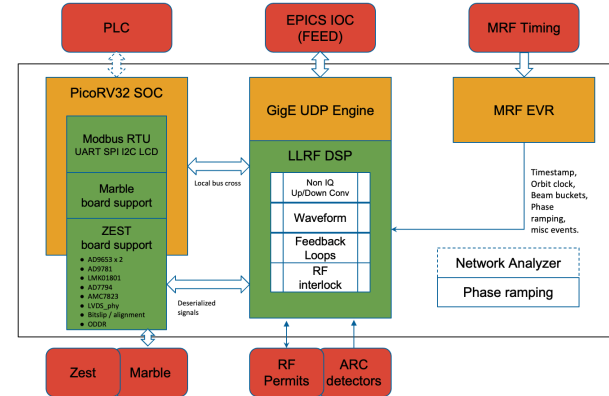 PLC
EPICS IOC
(FEED)
MRF Timing
PicoRV32 SOC
GigE UDP Engine
MRF EVR
Modbus RTU
UART SPI I2C LCD
Marble
board support
ZEST
board support
• AD9653 x 2
• AD9781
• LMK01801
• AD7794
• AMC7823
• LVDS_phy
• Bitslip / alignment
• ODDR
Local bus cross
Deserialized
signals
LLRF DSP
Non IQ
Up/Down Conv
Waveform
Feedback
Loops
RF
interlock
Timestamp,
Orbit clock,
Beam buckets,
Phase
ramping,
misc events.
Network Analyzer
Phase ramping
Zest
Marble
RF
Permits
ARC
detectors